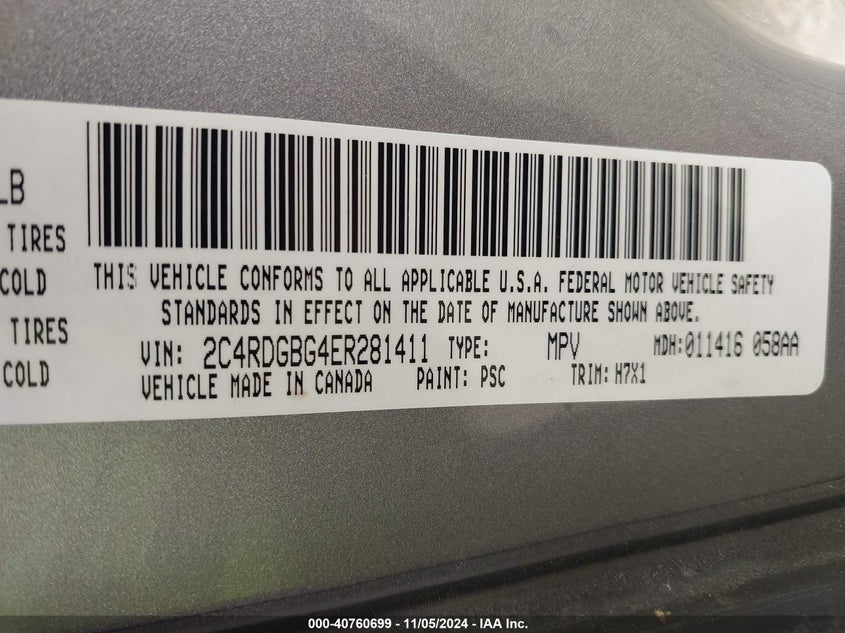 LB
TIRES
COLD
TIRES
COLD
THIS VEHICLE CONFORMS TO ALL APPLICABLE U.S.A. FEDERAL MOTOR VEHICLE SAFETY
STANDARDS IN EFFECT ON THE DATE OF MANUFACTURE SHOWN ABOVE.
VIN: 2C4RDGBG4ER281411 TYPE: MPV MDH:011416 058AA
VEHICLE MADE IN CANADA PAINT: PSC TRIM: H7X1
000-40760699 | 11/05/2024 - IAA Inc.